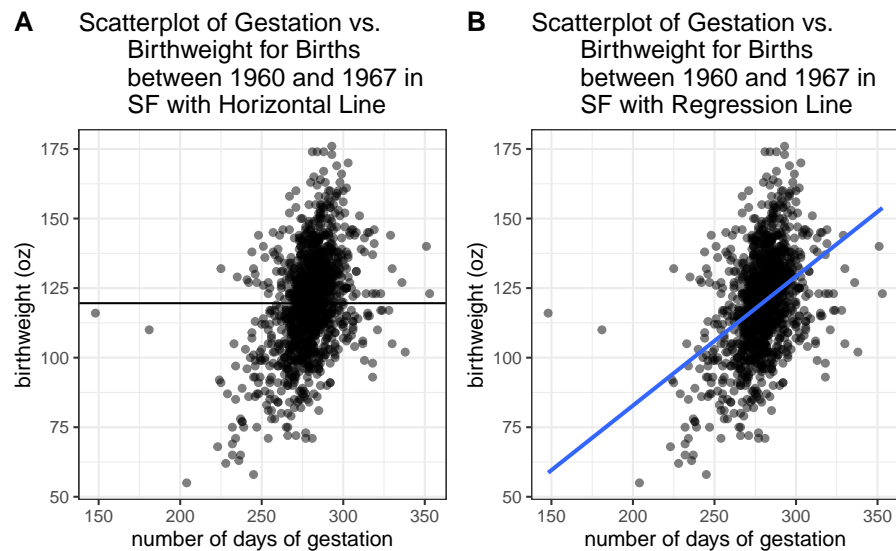 A
Scatterplot of Gestation vs.
Birthweight for Births
between 1960 and 1967 in
SF with Horizontal Line
175
150
125
100
75
50
birthweight (oz)
150 200 250 300 350
number of days of gestation
B
Scatterplot of Gestation vs.
Birthweight for Births
between 1960 and 1967 in
SF with Regression Line
175
150
125
100
75
50
birthweight (oz)
150 200 250 300 350
number of days of gestation